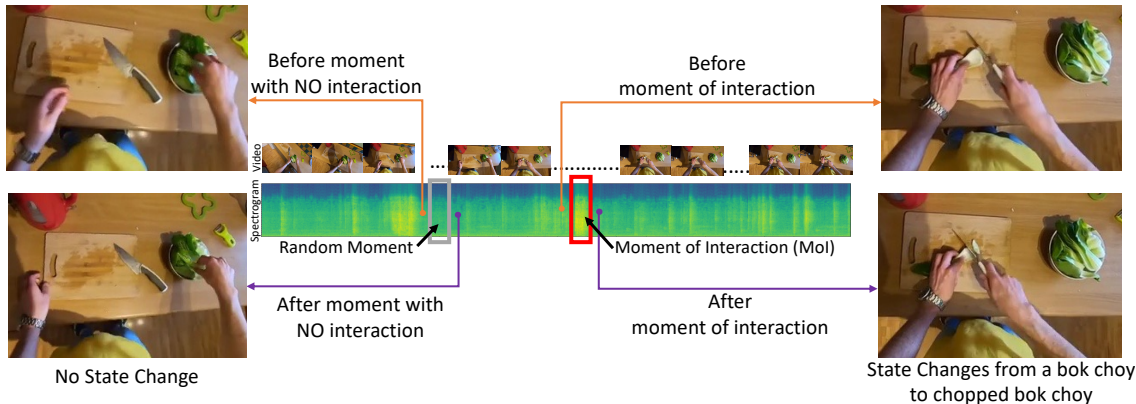 Before moment
with NO interaction
Before
moment of interaction
Video
Spectrogram
Random Moment
Moment of Interaction (MoI)
After moment with
NO interaction
After
moment of interaction
No State Change
State Changes from a bok choy
to chopped bok choy